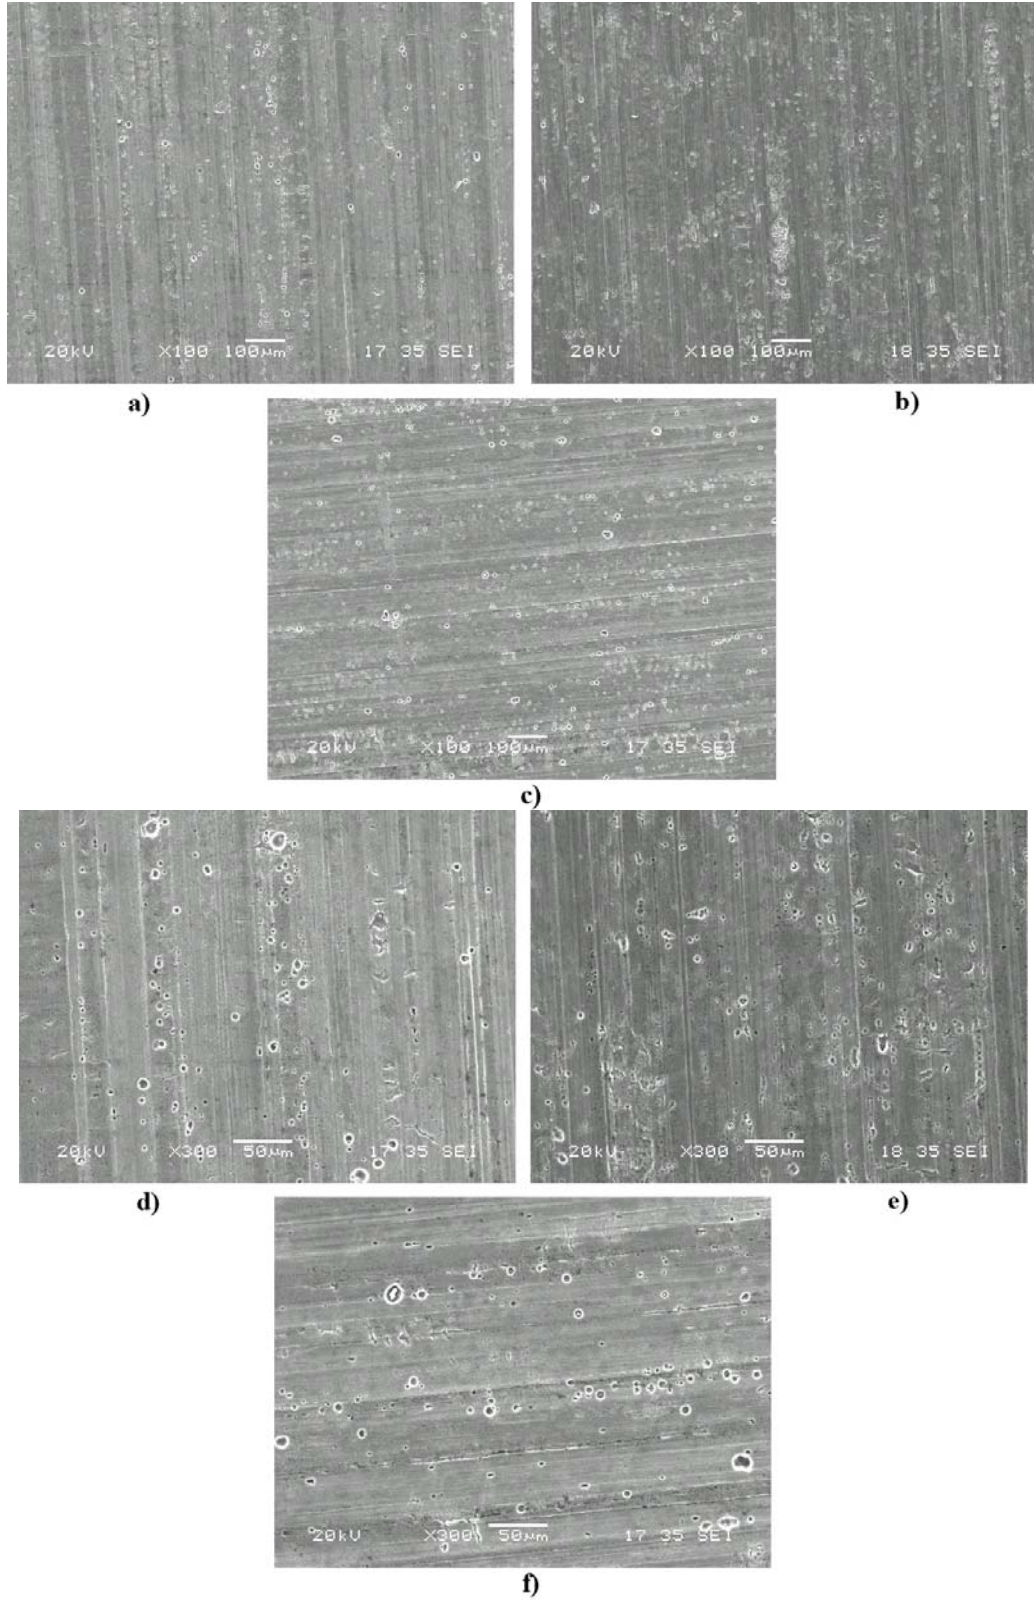 20kV X100 100µm 17 35 SEI
20kV X100 100µm 18 35 SEI
a)
b)
20kV X100 100µm 17 35 SEI
c)
20kV X300 50µm 17 35 SEI
20kV X300 50µm 18 35 SEI
d)
e)
20kV X300 50µm 17 35 SEI
f)